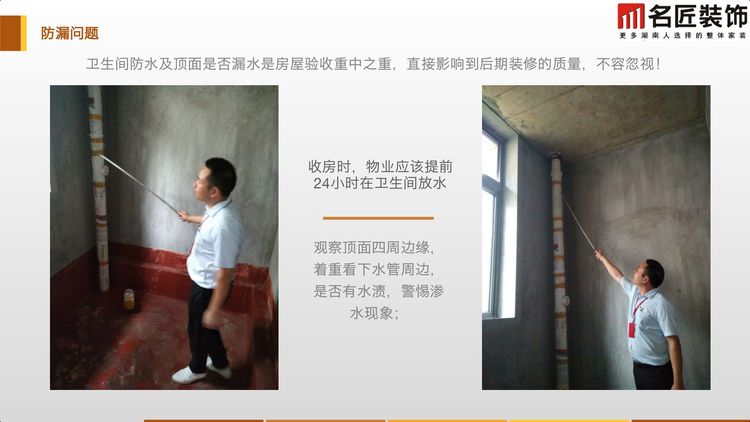 防漏问题
名匠装饰
更多湖南人选择的整体家装
卫生间防水及顶面是否漏水是房屋验收重中之重，直接影响到后期装修的质量，不容忽视！
收房时，物业应该提前
24小时在卫生间放水
观察顶面四周边缘，
着重看下水管周边，
是否有水渍，警惕渗
水现象；